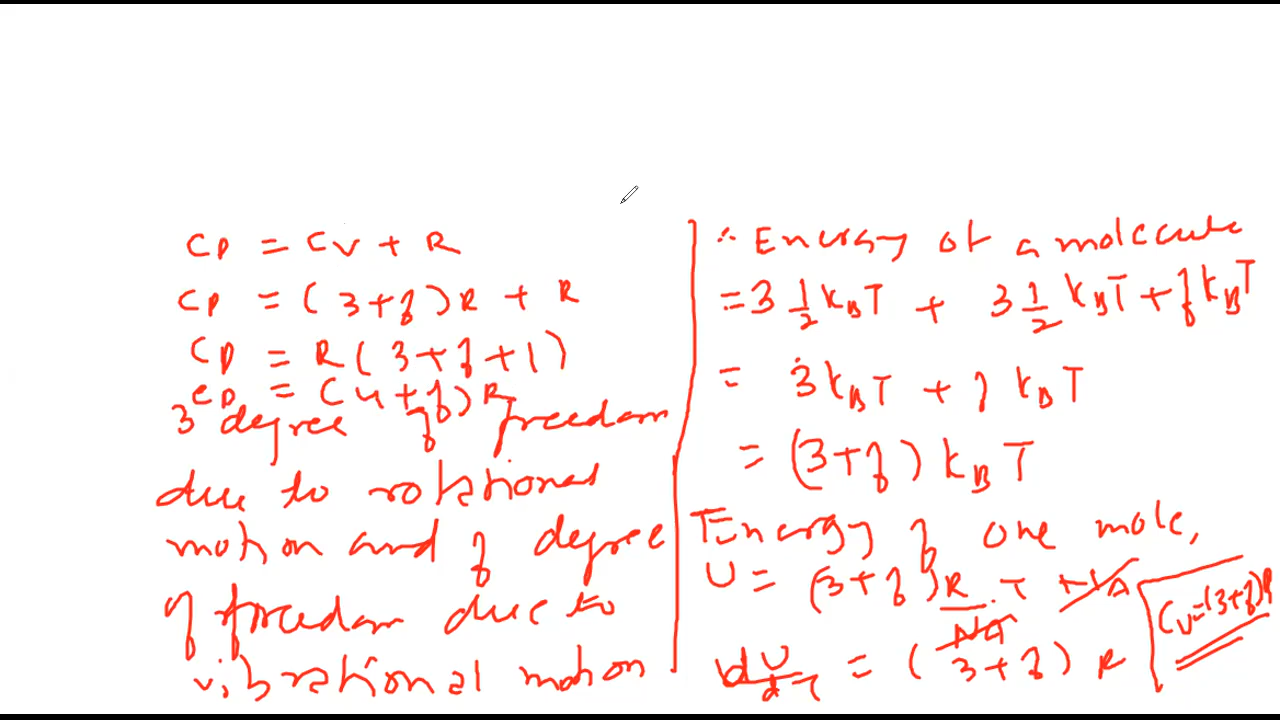 CP = CV + R
CP = (3+f)R + R
CP = R(3+f+1)
CP = (4+f)R
3 degree of freedom
due to rotational
motion and f degree
of freedom due to
vibrational motion
∴ Energy of a molecule
= 3 1/2 KBT + 3 1/2 KBT + f KBT
= 3 KBT + f KBT
= (3+f) KBT
Energy of one mole,
U = (3+f) R/NA . T × NA
dU/dT = (3+f) R
CV=(3+f)R